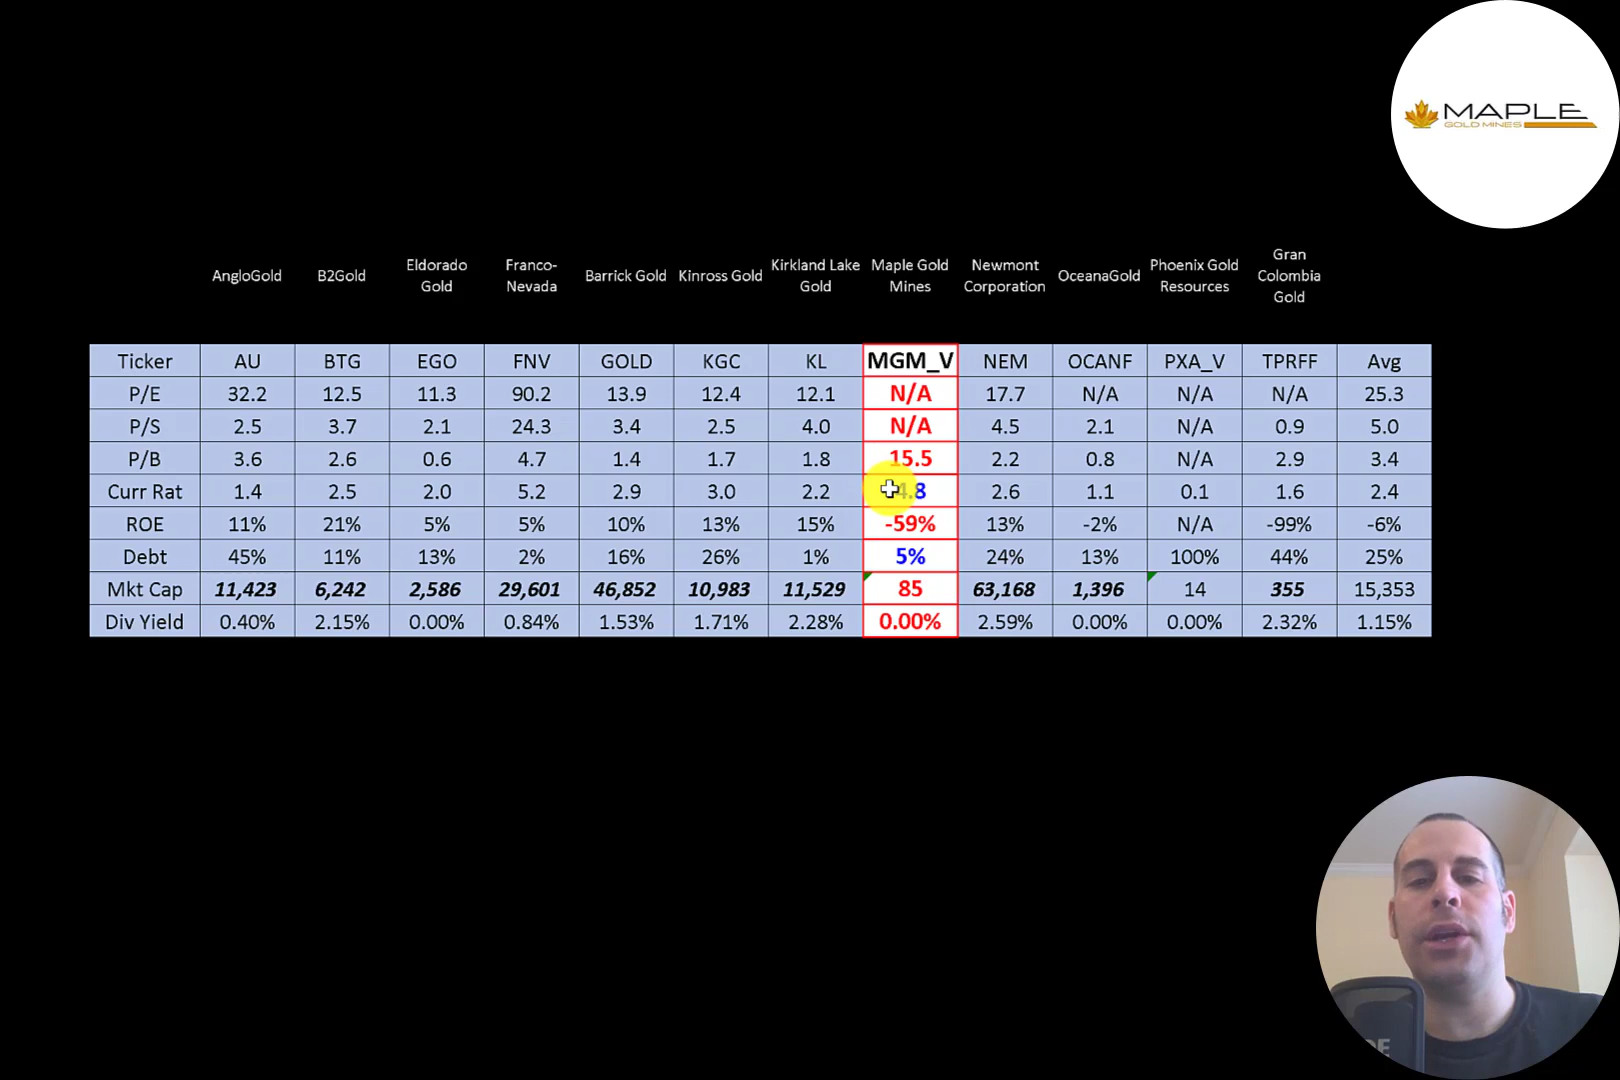 MAPLE
GOLD MINES
AngloGold B2Gold Eldorado Gold Franco-Nevada Barrick Gold Kinross Gold Kirkland Lake Gold Maple Gold Mines Newmont Corporation OceanaGold Phoenix Gold Resources Gran Colombia Gold
Ticker AU BTG EGO FNV GOLD KGC KL MGM_V NEM OCANF PXA_V TPRFF Avg
P/E 32.2 12.5 11.3 90.2 13.9 12.4 12.1 N/A 17.7 N/A N/A N/A 25.3
P/S 2.5 3.7 2.1 24.3 3.4 2.5 4.0 N/A 4.5 2.1 N/A 0.9 5.0
P/B 3.6 2.6 0.6 4.7 1.4 1.7 1.8 15.5 2.2 0.8 N/A 2.9 3.4
Curr Rat 1.4 2.5 2.0 5.2 2.9 3.0 2.2 4.8 2.6 1.1 0.1 1.6 2.4
ROE 11% 21% 5% 5% 10% 13% 15% -59% 13% -2% N/A -99% -6%
Debt 45% 11% 13% 2% 16% 26% 1% 5% 24% 13% 100% 44% 25%
Mkt Cap 11,423 6,242 2,586 29,601 46,852 10,983 11,529 85 63,168 1,396 14 355 15,353
Div Yield 0.40% 2.15% 0.00% 0.84% 1.53% 1.71% 2.28% 0.00% 2.59% 0.00% 0.00% 2.32% 1.15%